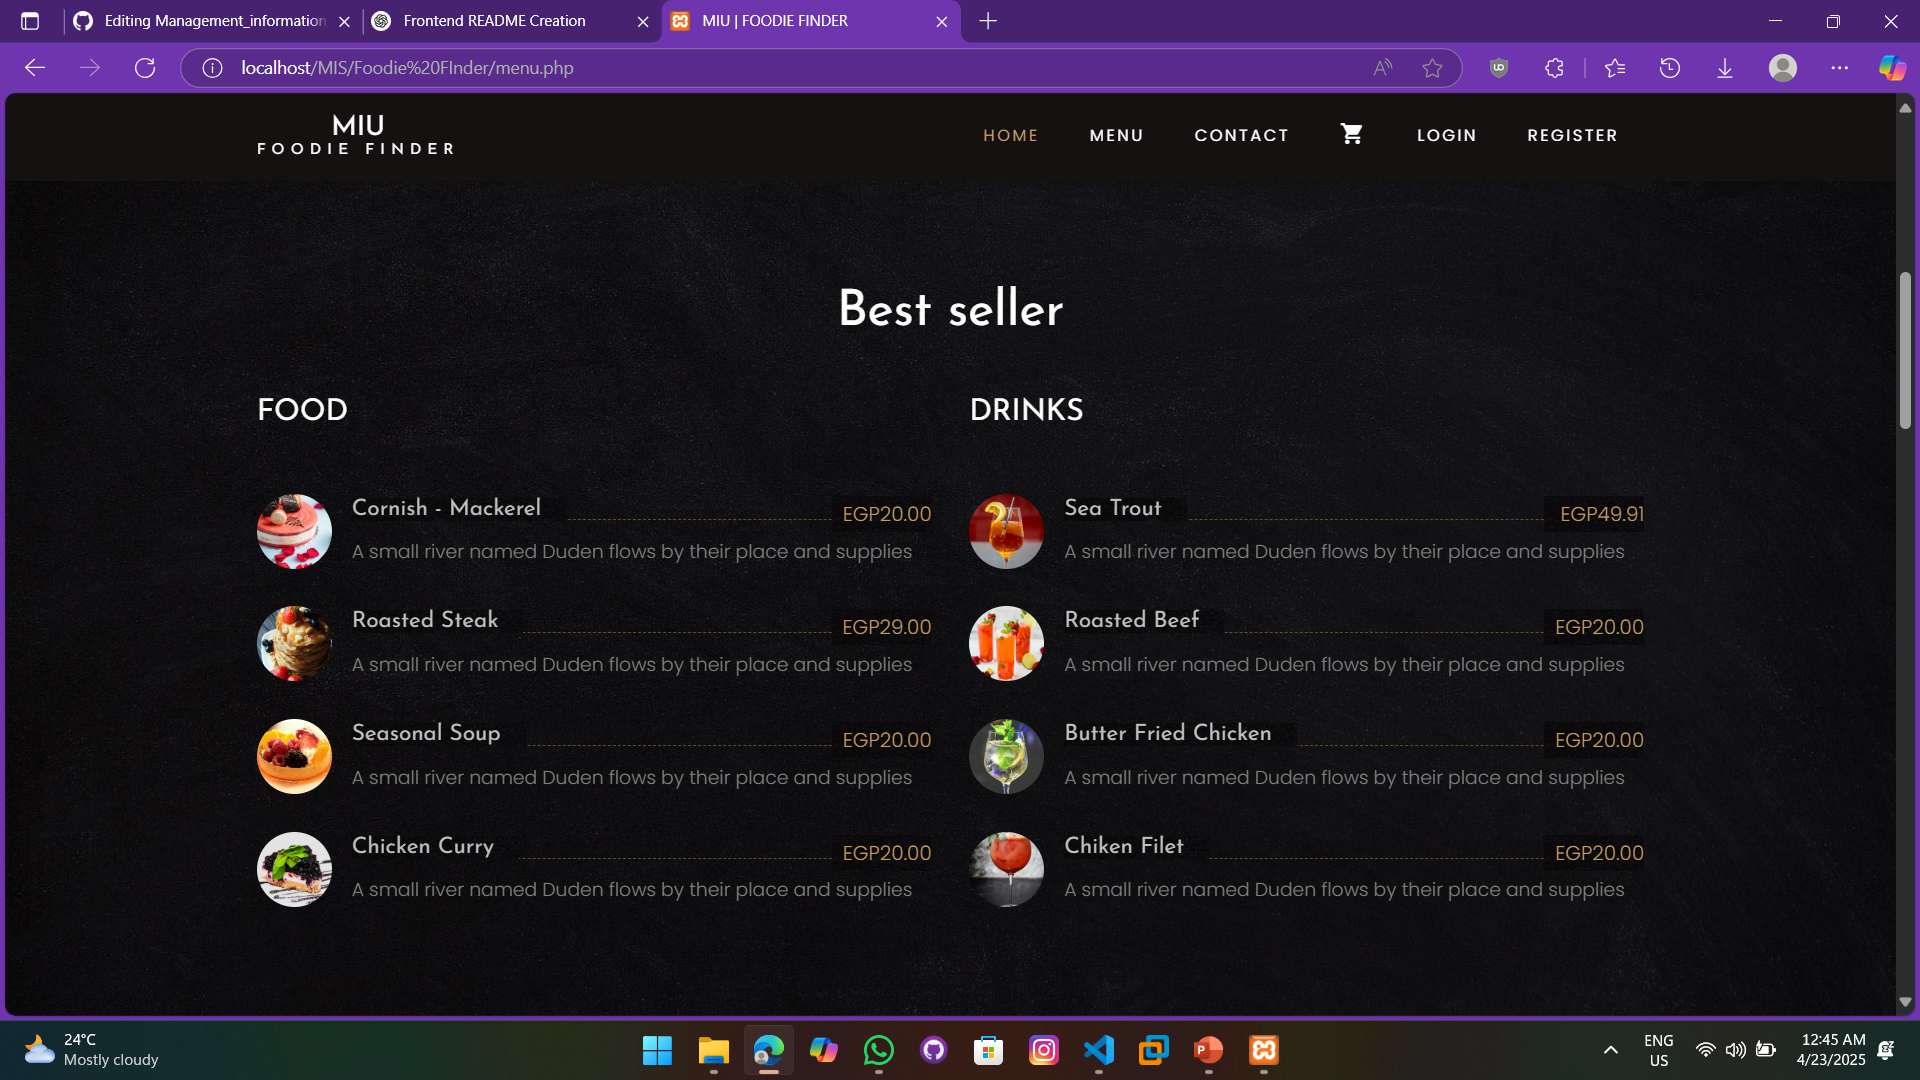 Editing Management_information
Frontend README Creation
MIU | FOODIE FINDER
localhost/MIS/Foodie%20FInder/menu.php
MIU
FOODIE FINDER
HOME
MENU
CONTACT
LOGIN
REGISTER
Best seller
FOOD
Cornish - Mackerel
EGP20.00
A small river named Duden flows by their place and supplies
Roasted Steak
EGP29.00
A small river named Duden flows by their place and supplies
Seasonal Soup
EGP20.00
A small river named Duden flows by their place and supplies
Chicken Curry
EGP20.00
A small river named Duden flows by their place and supplies
DRINKS
Sea Trout
EGP49.91
A small river named Duden flows by their place and supplies
Roasted Beef
EGP20.00
A small river named Duden flows by their place and supplies
Butter Fried Chicken
EGP20.00
A small river named Duden flows by their place and supplies
Chiken Filet
EGP20.00
A small river named Duden flows by their place and supplies
24°C
Mostly cloudy
ENG
US
12:45 AM
4/23/2025